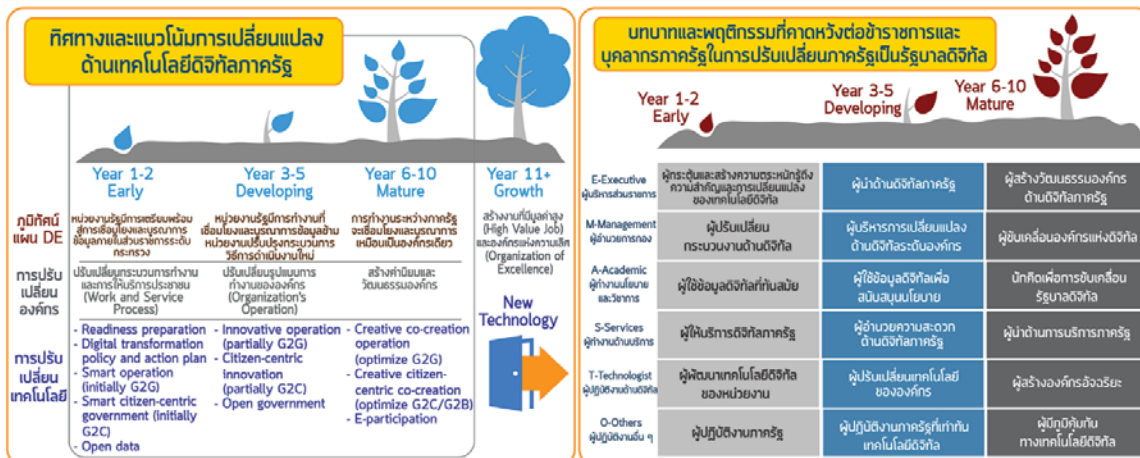 ทิศทางและแนวโน้มการเปลี่ยนแปลง
ด้านเทคโนโลยีดิจิทัลภาครัฐ
Year 1-2
Early
Year 3-5
Developing
Year 6-10
Mature
Year 11+
Growth
ภูมิทัศน์
แผน DE
หน่วยงานรัฐมีการเตรียมพร้อม
สู่การเชื่อมโยงและบูรณาการ
ข้อมูลภายในส่วนราชการระดับ
กระทรวง
หน่วยงานรัฐมีการทำงานที่
เชื่อมโยงและบูรณาการข้อมูลข้าม
หน่วยงานปรับปรุงกระบวนการ
วิธีการดำเนินงานใหม่
การทำงานระหว่างภาครัฐ
จะเชื่อมโยงและบูรณาการ
เหมือนเป็นองค์กรเดียว
สร้างงานที่มีมูลค่าสูง
(High Value Job)
และองค์กรแห่งความเลิศ
(Organization of
Excellence)
การปรับ
เปลี่ยน
องค์กร
ปรับเปลี่ยนกระบวนการทำงาน
และการให้บริการประชาชน
(Work and Service
Process)
ปรับเปลี่ยนรูปแบบการ
ทำงานขององค์กร
(Organization's
Operation)
สร้างค่านิยมและ
วัฒนธรรมองค์กร
การปรับ
เปลี่ยน
เทคโนโลยี
- Readiness preparation
- Digital transformation
policy and action plan
- Smart operation
(initially G2G)
- Smart citizen-centric
government (initially
G2C)
- Open data
- Innovative operation
(partially G2G)
- Citizen-centric
innovation
(partially G2C)
- Open government
- Creative co-creation
operation
(optimize G2G)
- Creative citizen-
centric co-creation
(optimize G2C/G2B)
- E-participation
New
Technology
บทบาทและพฤติกรรมที่คาดหวังต่อข้าราชการและ
บุคลากรภาครัฐในการปรับเปลี่ยนภาครัฐเป็นรัฐบาลดิจิทัล
Year 1-2
Early
Year 3-5
Developing
Year 6-10
Mature
E-Executive
ผู้บริหารส่วนราชการ
ผู้กระตุ้นและสร้างความตระหนักรู้ถึง
ความสำคัญและการเปลี่ยนแปลง
ของเทคโนโลยีดิจิทัล
ผู้นำด้านดิจิทัลภาครัฐ
ผู้สร้างวัฒนธรรมองค์กร
ด้านดิจิทัลภาครัฐ
M-Management
ผู้อำนวยการกอง
ผู้ปรับเปลี่ยน
กระบวนงานด้านดิจิทัล
ผู้บริหารการเปลี่ยนแปลง
ด้านดิจิทัลระดับองค์กร
ผู้ขับเคลื่อนองค์กรแห่งดิจิทัล
A-Academic
ผู้ทำงานนโยบาย
และวิชาการ
ผู้ใช้ข้อมูลดิจิทัลที่ทันสมัย
ผู้ใช้ข้อมูลดิจิทัลเพื่อ
สนับสนุนนโยบาย
นักคิดเพื่อการขับเคลื่อน
รัฐบาลดิจิทัล
S-Services
ผู้ทำงานด้านบริการ
ผู้ให้บริการดิจิทัลภาครัฐ
ผู้อำนวยความสะดวก
ด้านดิจิทัลภาครัฐ
ผู้นำด้านการบริการภาครัฐ
T-Technologist
ผู้ปฏิบัติงานด้านดิจิทัล
ผู้พัฒนาเทคโนโลยีดิจิทัล
ของหน่วยงาน
ผู้ปรับเปลี่ยนเทคโนโลยี
ขององค์กร
ผู้สร้างองค์กรอัจฉริยะ
O-Others
ผู้ปฏิบัติงานอื่น ๆ
ผู้ปฏิบัติงานภาครัฐ
ผู้ปฏิบัติงานภาครัฐที่เท่าทัน
เทคโนโลยีดิจิทัล
ผู้มีภูมิคุ้มกัน
ทางเทคโนโลยีดิจิทัล